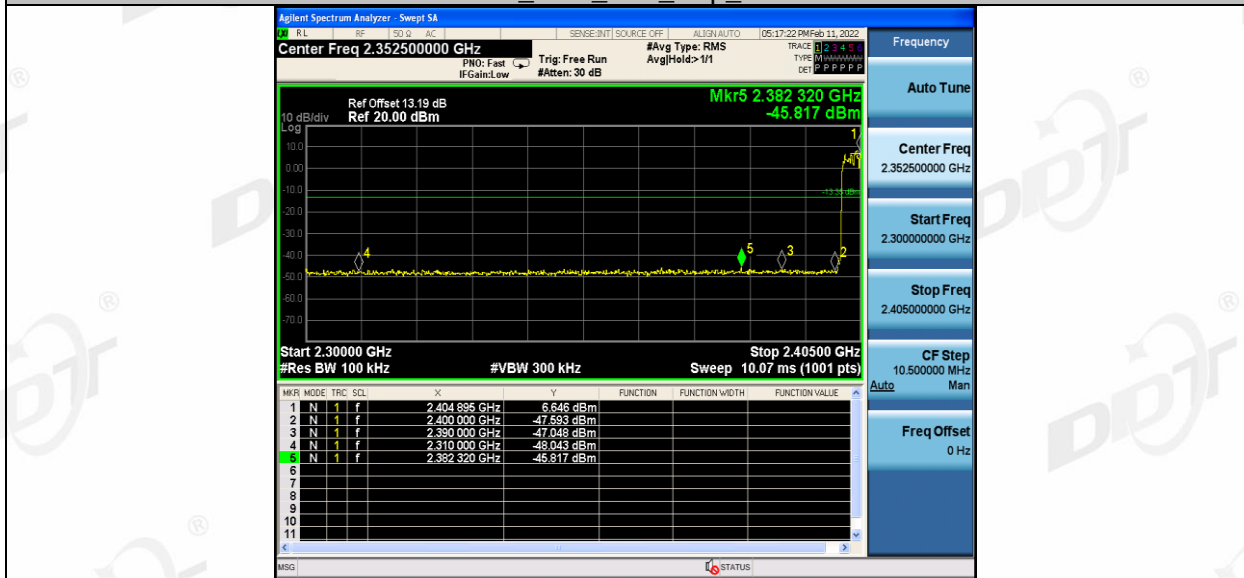 Agilent Spectrum Analyzer - Swept SA
RL RF 50 Ω AC SENSE:INT SOURCE OFF ALIGN AUTO 05:17:22 PM Feb 11, 2022
Center Freq 2.352500000 GHz
PNO: Fast
IFGain:Low
Trig: Free Run
#Atten: 30 dB
#Avg Type: RMS
Avg|Hold:>1/1
TRACE 1 2 3 4 5 6
TYPE M
DET P P P P P P
Mkr5 2.382 320 GHz
-45.817 dBm
Ref Offset 13.19 dB
10 dB/div Ref 20.00 dBm
Log
10.0
0.00
-10.0
-20.0
-30.0
-40.0
-50.0
-60.0
-70.0
1
-13.35 dBm
4
5
3
2
Start 2.30000 GHz Stop 2.40500 GHz
#Res BW 100 kHz #VBW 300 kHz Sweep 10.07 ms (1001 pts)
MKR MODE TRC SCL X Y FUNCTION FUNCTION WIDTH FUNCTION VALUE
1 N 1 f 2.404 895 GHz 6.646 dBm
2 N 1 f 2.400 000 GHz -47.593 dBm
3 N 1 f 2.390 000 GHz -47.048 dBm
4 N 1 f 2.310 000 GHz -48.043 dBm
5 N 1 f 2.382 320 GHz -45.817 dBm
6
7
8
9
10
11
MSG STATUS
Frequency
Auto Tune
Center Freq
2.352500000 GHz
Start Freq
2.300000000 GHz
Stop Freq
2.405000000 GHz
CF Step
10.500000 MHz
Auto Man
Freq Offset
0 Hz
DDT
®